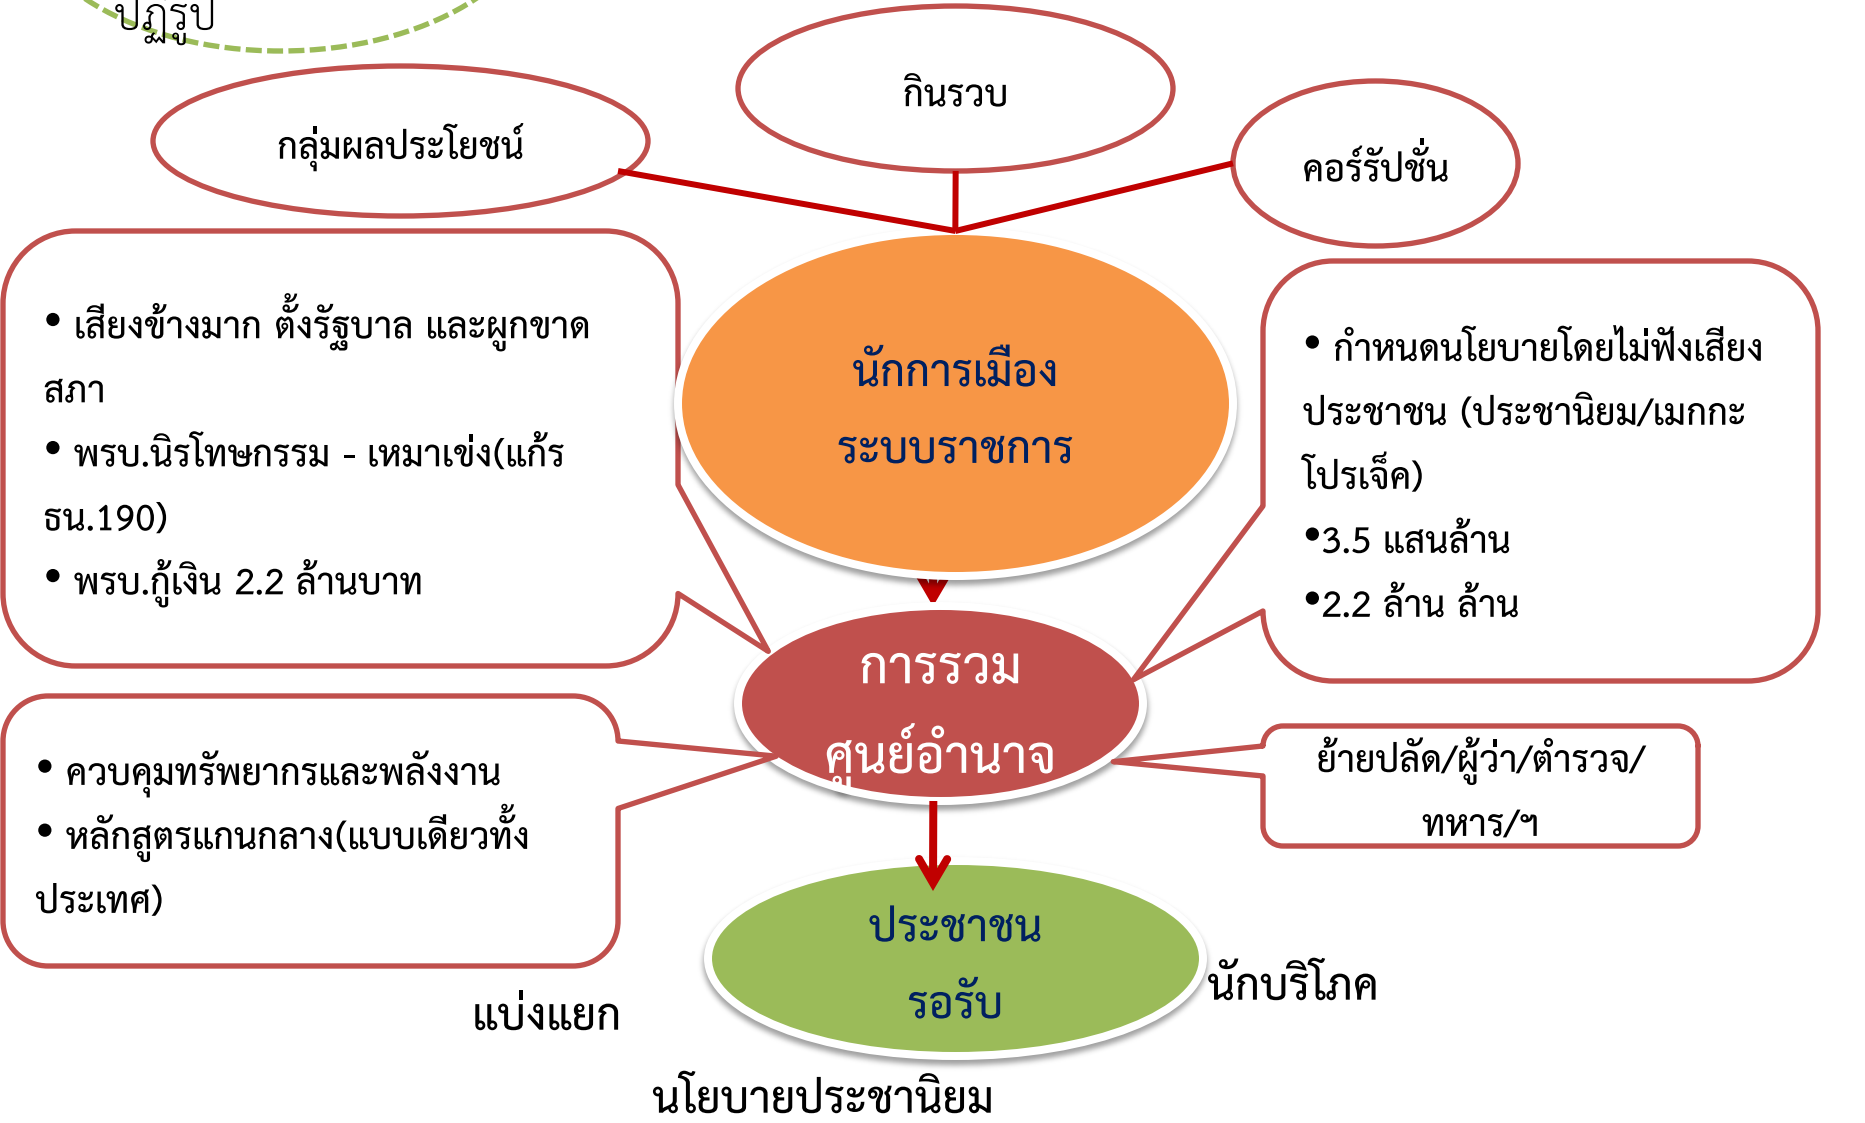 ปฏรูป
กินรวบ
กลุ่มผลประโยชน์
คอร์รัปชั่น
• เสียงข้างมาก ตั้งรัฐบาล และผูกขาด
สภา
• พรบ.นิรโทษกรรม - เหมาเข่ง(แก้ร
ธน.190)
• พรบ.กู้เงิน 2.2 ล้านบาท
นักการเมือง
ระบบราชการ
• กำหนดนโยบายโดยไม่ฟังเสียง
ประชาชน (ประชานิยม/เมกกะ
โปรเจ็ค)
•3.5 แสนล้าน
•2.2 ล้าน ล้าน
การรวม
ศูนย์อำนาจ
• ควบคุมทรัพยากรและพลังงาน
• หลักสูตรแกนกลาง(แบบเดียวทั้ง
ประเทศ)
ย้ายปลัด/ผู้ว่า/ตำรวจ/
ทหาร/ฯ
ประชาชน
รอรับ
นักบริโภค
แบ่งแยก
นโยบายประชานิยม